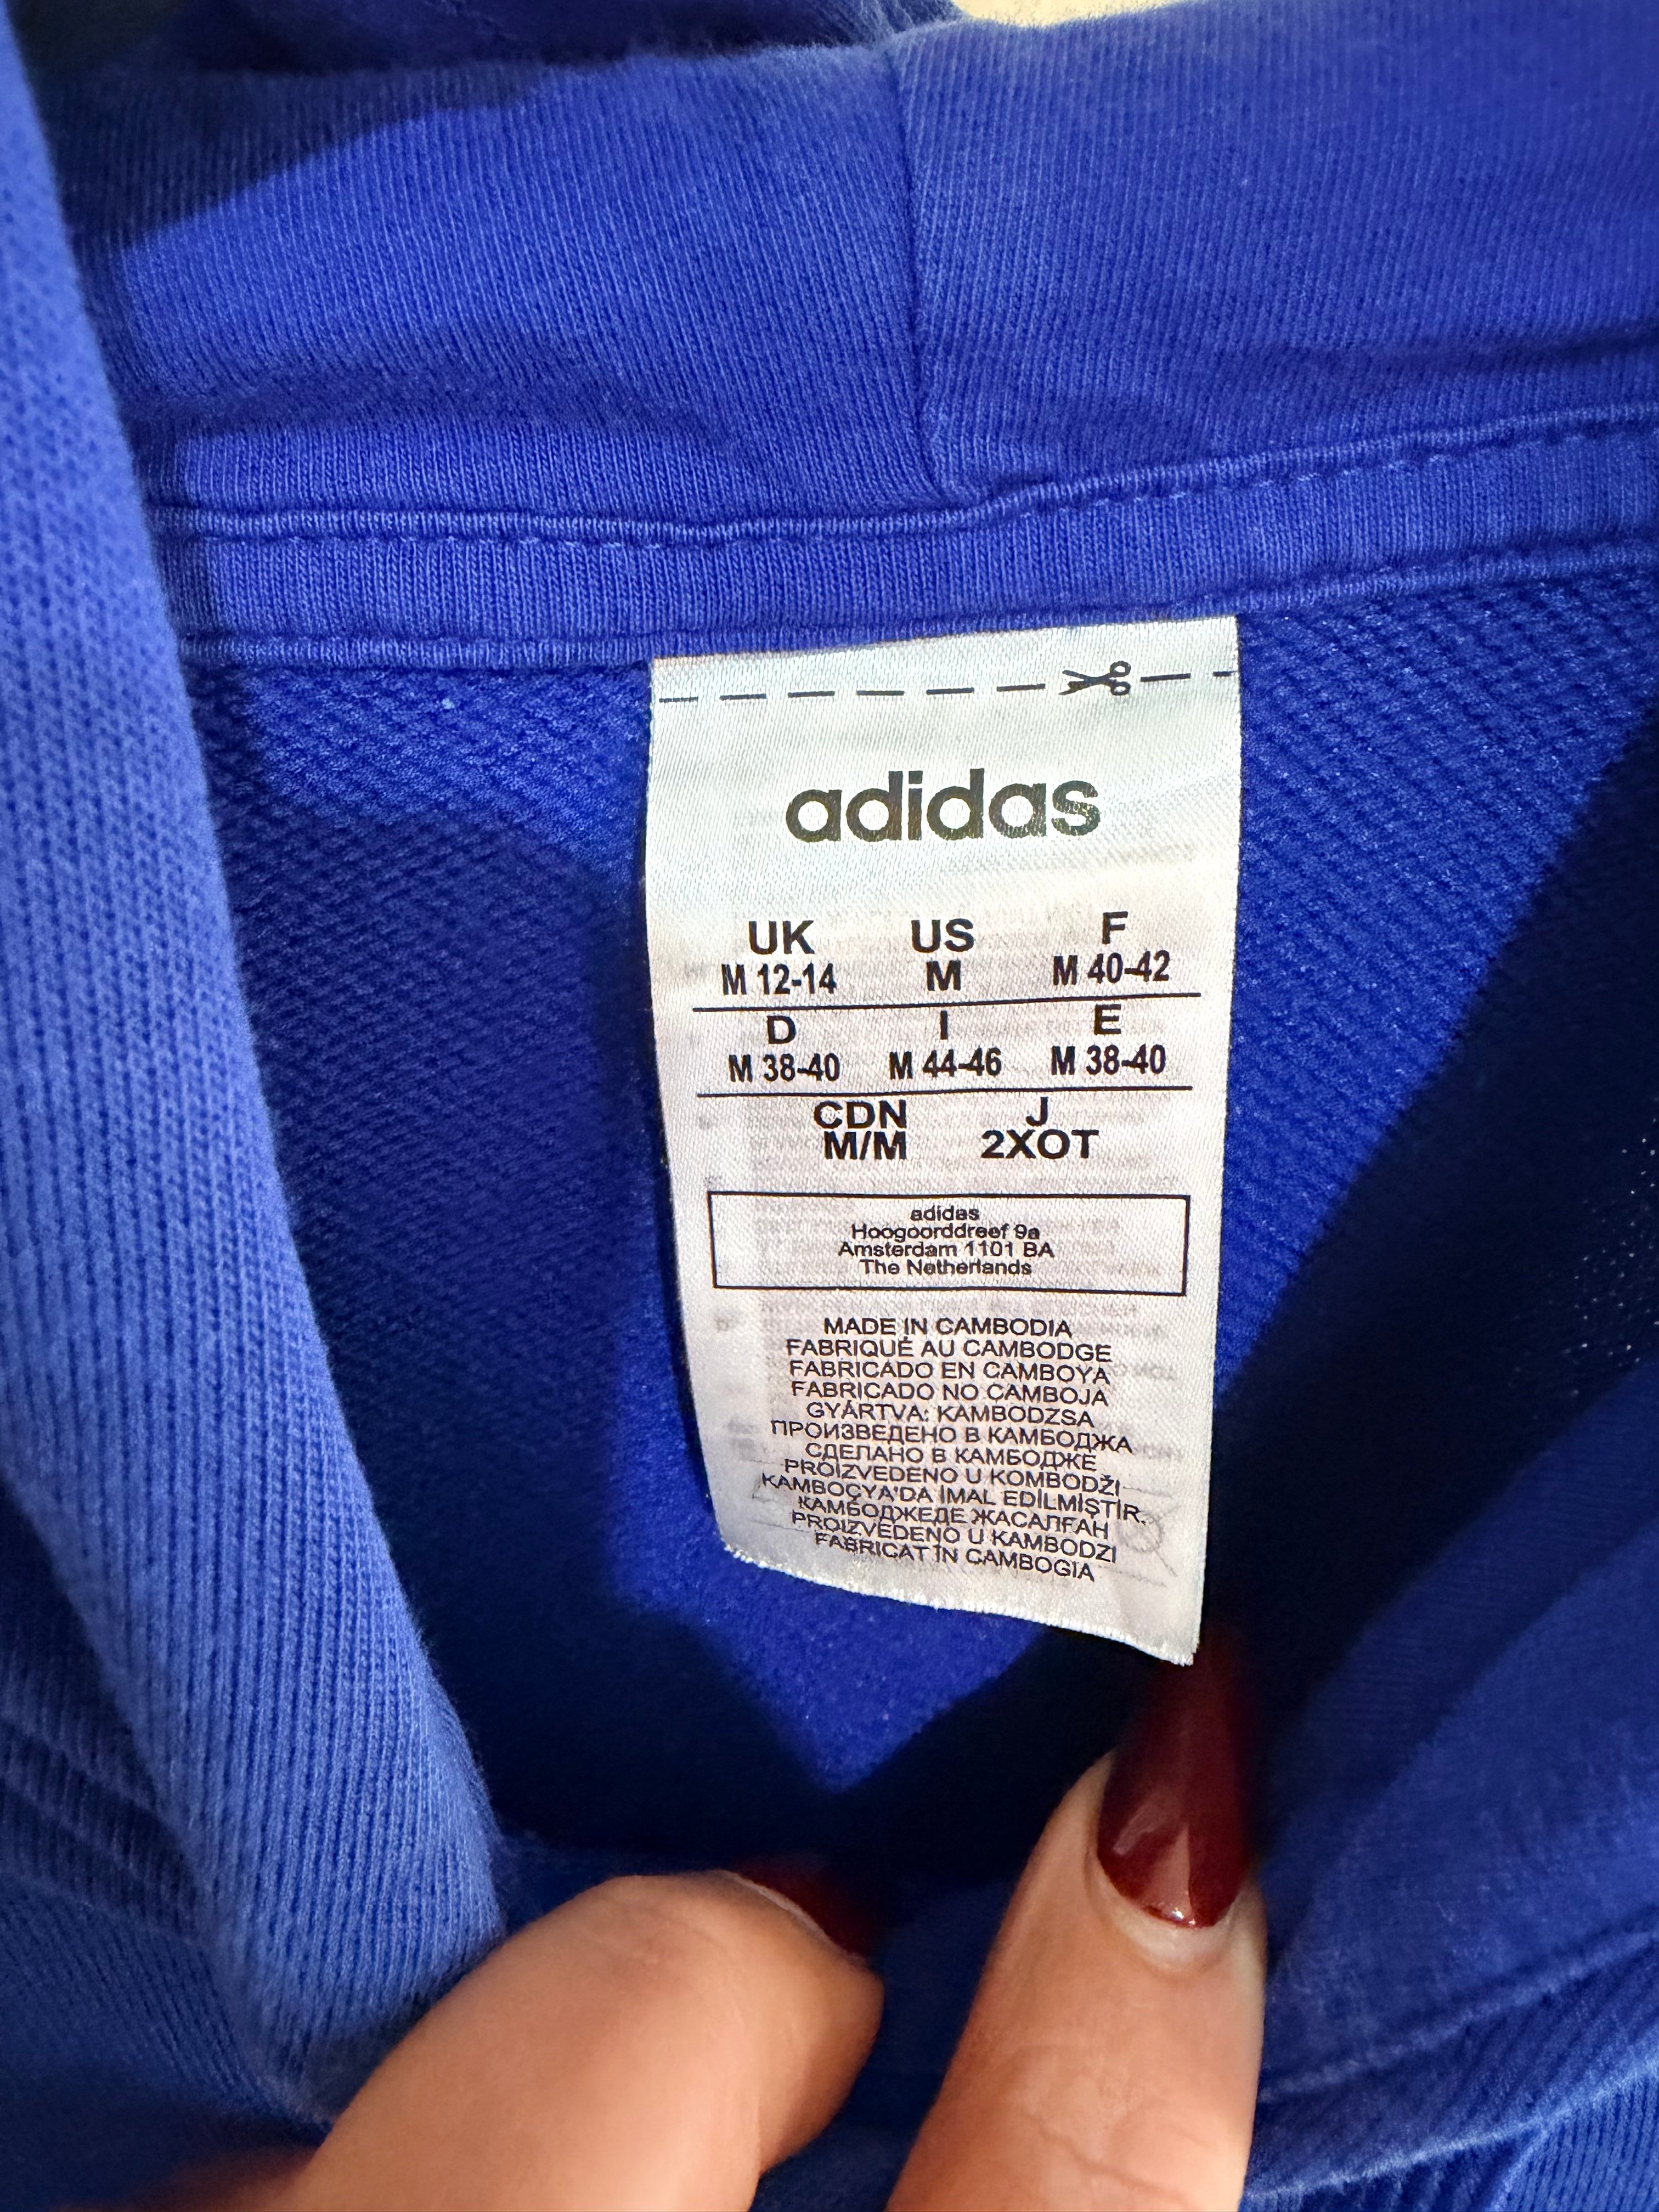 adidas
UK US F
M 12-14 M M 40-42
D I E
M 38-40 M 44-46 M 38-40
CDN J
M/M 2XOT
adidas
Hoogoorddreef 9a
Amsterdam 1101 BA
The Netherlands
MADE IN CAMBODIA
FABRIQUÉ AU CAMBODGE
FABRICADO EN CAMBOYA
FABRICADO NO CAMBOJA
GYÁRTVA: KAMBODZSA
ПРОИЗВЕДЕНО В КАМБОДЖА
СДЕЛАНО В КАМБОДЖЕ
PROIZVEDENO U KOMBODŽI
KAMBOÇYA'DA İMAL EDİLMİŞTİR.
КАМБОДЖЕДЕ ЖАСАЛҒАН
PROIZVEDENO U KAMBODZI
FABRICAT ÎN CAMBOGIA